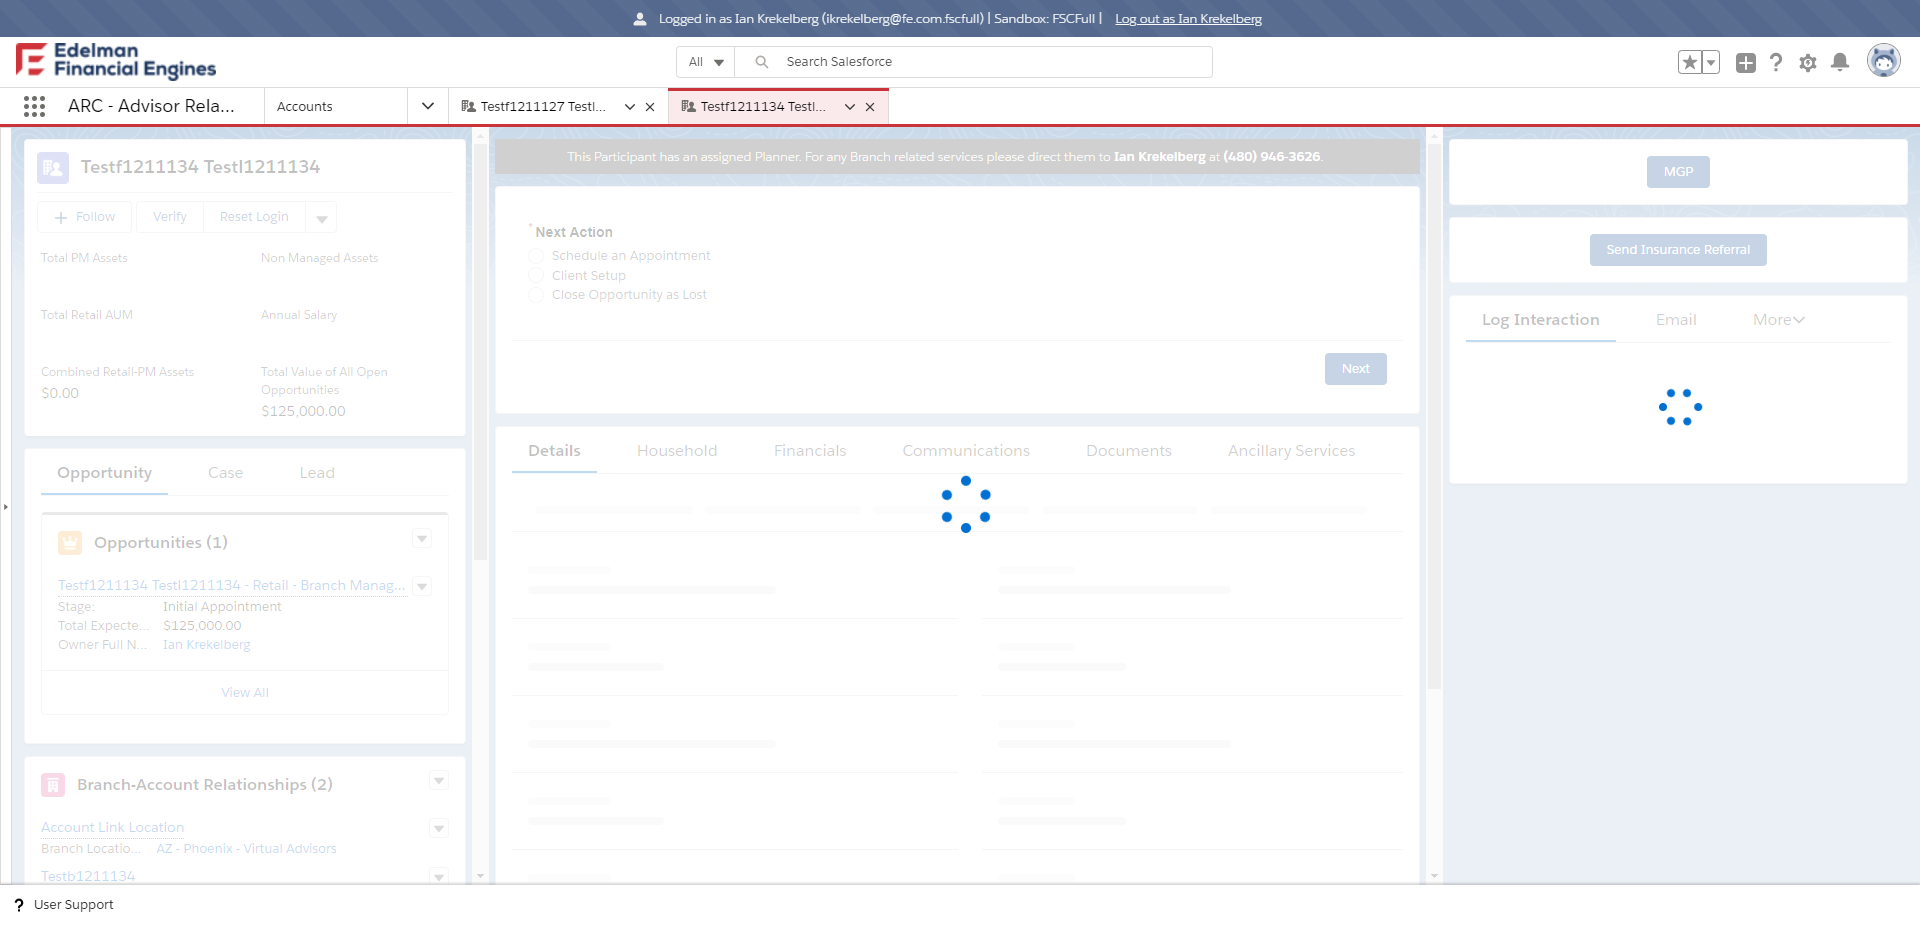 Logged in as Ian Krekelberg (ikrekelberg@fe.com.fscfull) | Sandbox: FSCFull | Log out as Ian Krekelberg
Edelman
Financial Engines
All
Search Salesforce
ARC - Advisor Rela...
Accounts
Testf1211127 Testl...
Testf1211134 Testl...
Testf1211134 Testl1211134
Follow
Verify
Reset Login
Total PM Assets
Non Managed Assets
Total Retail AUM
Annual Salary
Combined Retail-PM Assets
$0.00
Total Value of All Open
Opportunities
$125,000.00
Opportunity
Case
Lead
Opportunities (1)
Testf1211134 Testl1211134 - Retail - Branch Manag...
Stage: Initial Appointment
Total Expecte... $125,000.00
Owner Full N... Ian Krekelberg
View All
Branch-Account Relationships (2)
Account Link Location
Branch Locatio... AZ - Phoenix - Virtual Advisors
Testb1211134
This Participant has an assigned Planner. For any Branch related services please direct them to Ian Krekelberg at (480) 946-3626.
* Next Action
Schedule an Appointment
Client Setup
Close Opportunity as Lost
Next
Details
Household
Financials
Communications
Documents
Ancillary Services
MGP
Send Insurance Referral
Log Interaction
Email
More
? User Support